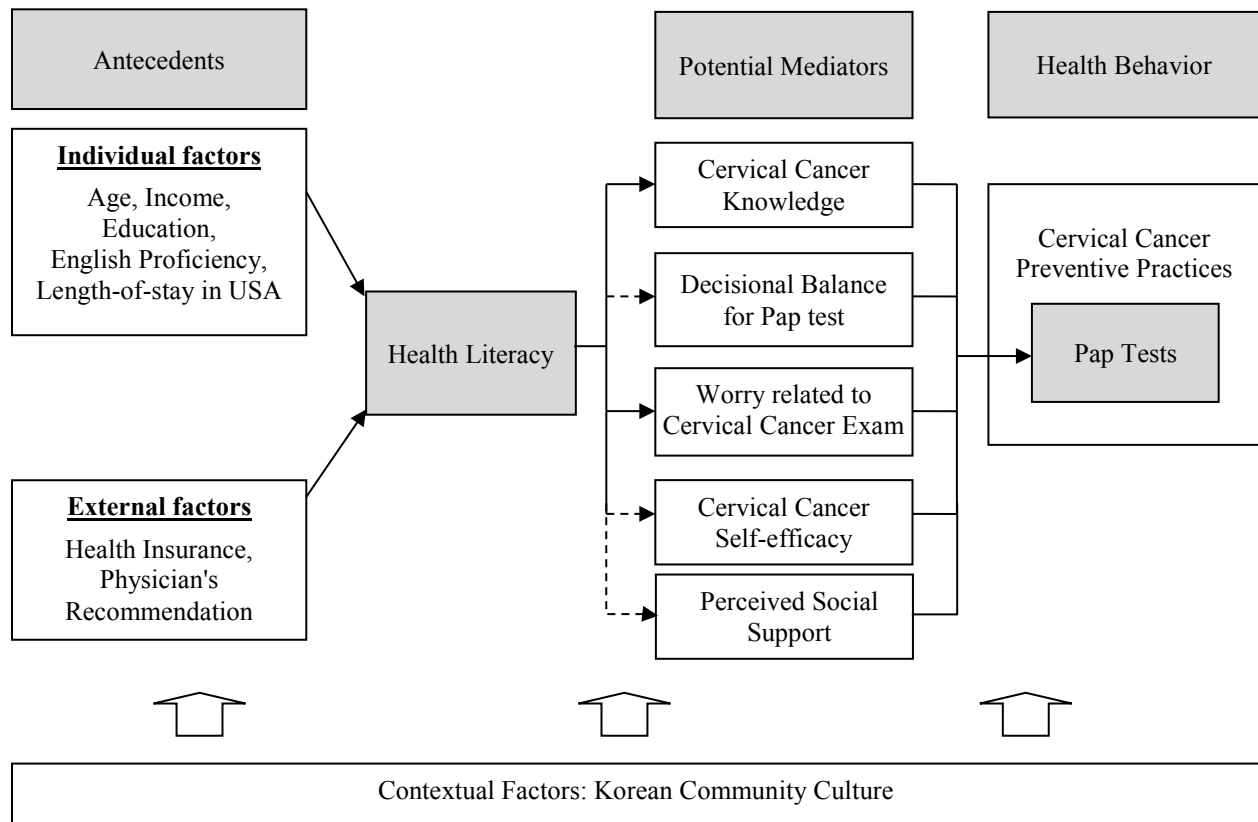 Antecedents
Potential Mediators
Health Behavior
Individual factors
Age, Income,
Education,
English Proficiency,
Length-of-stay in USA
External factors
Health Insurance,
Physician's
Recommendation
Health Literacy
Cervical Cancer
Knowledge
Decisional Balance
for Pap test
Worry related to
Cervical Cancer Exam
Cervical Cancer
Self-efficacy
Perceived Social
Support
Cervical Cancer
Preventive Practices
Pap Tests
Contextual Factors: Korean Community Culture